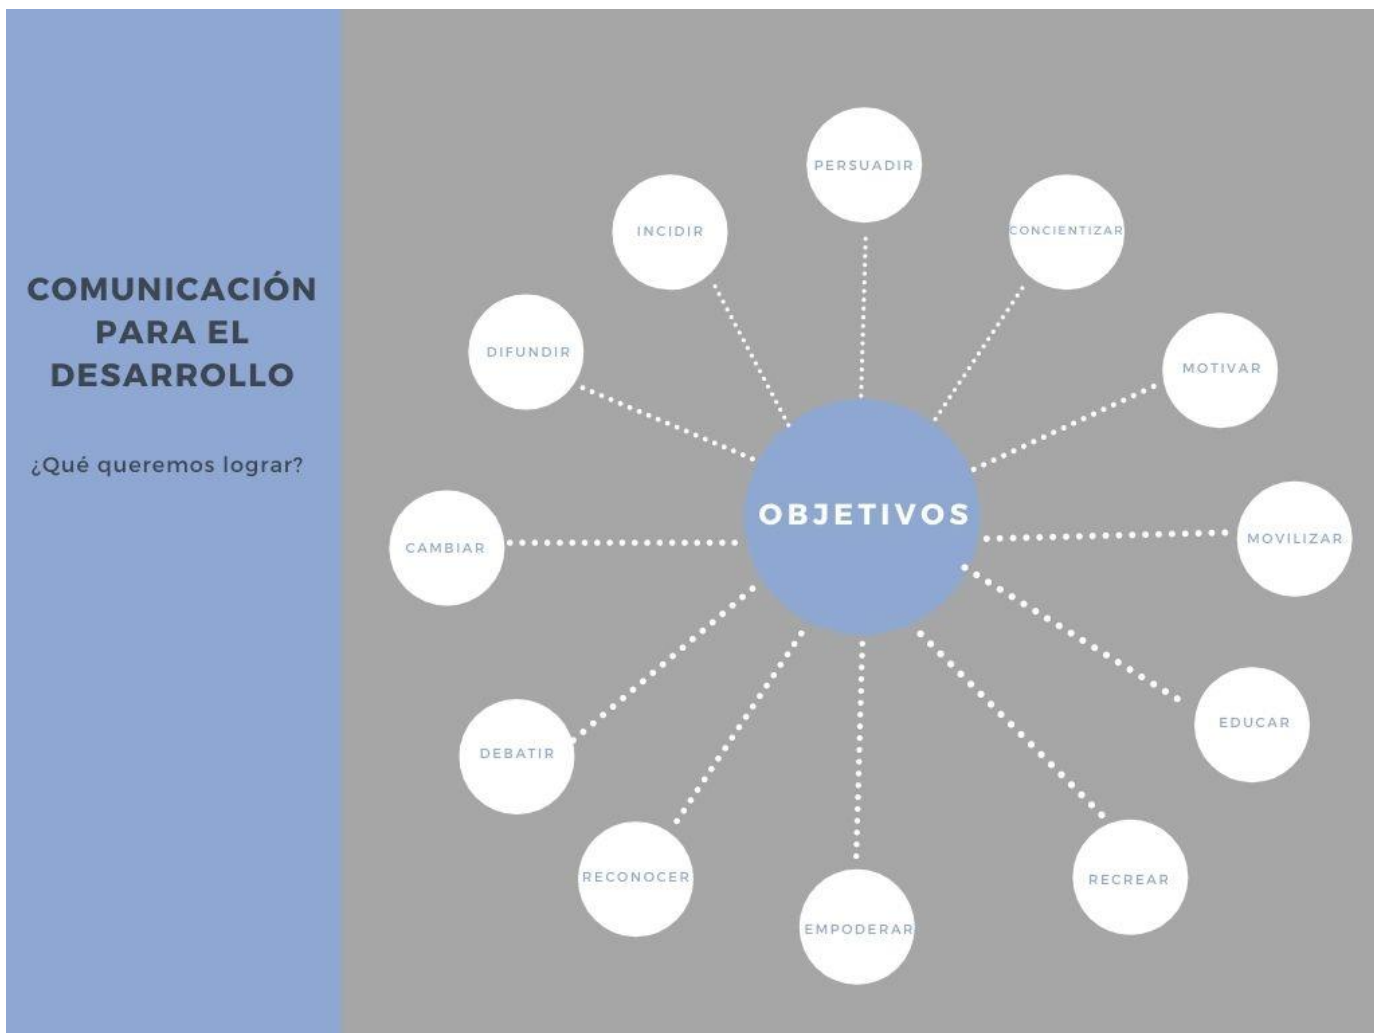 COMUNICACIÓN
PARA EL
DESARROLLO
¿Qué queremos lograr?
OBJETIVOS
PERSUADIR
CONCIENTIZAR
MOTIVAR
MOVILIZAR
EDUCAR
RECREAR
EMPODERAR
RECONOCER
DEBATIR
CAMBIAR
DIFUNDIR
INCIDIR